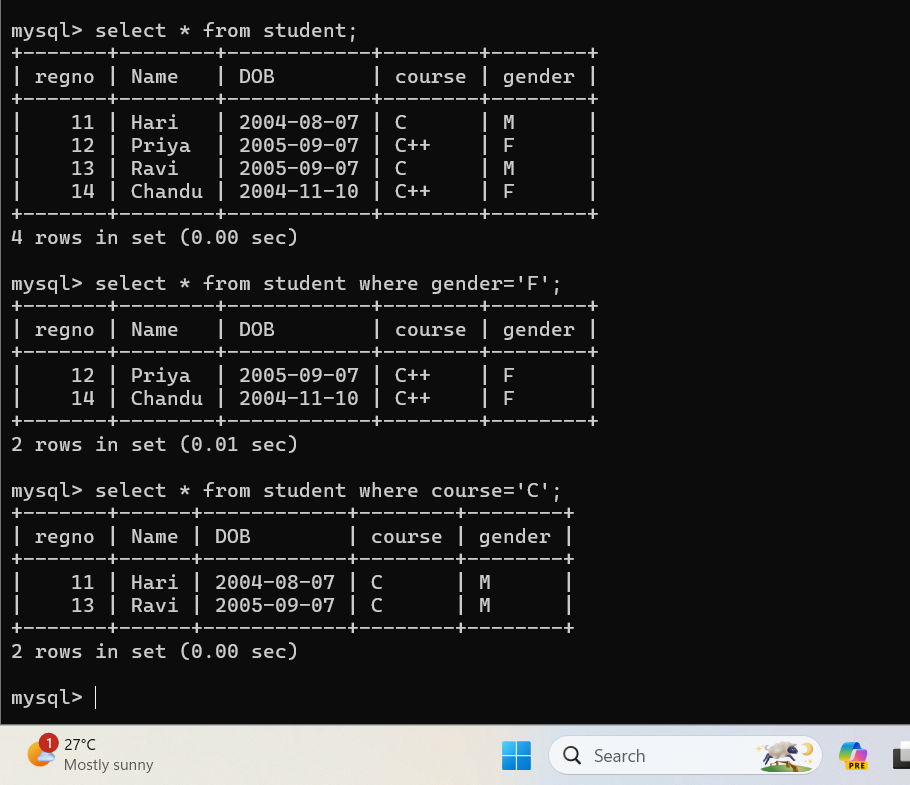 mysql> select * from student;
+-------+-------+------------+--------+--------+
| regno | Name  | DOB        | course | gender |
+-------+-------+------------+--------+--------+
|    11 | Hari  | 2004-08-07 | C      | M      |
|    12 | Priya | 2005-09-07 | C++    | F      |
|    13 | Ravi  | 2005-09-07 | C      | M      |
|    14 | Chandu | 2004-11-10 | C++    | F      |
+-------+-------+------------+--------+--------+
4 rows in set (0.00 sec)
mysql> select * from student where gender='F';
+-------+--------+------------+--------+--------+
| regno | Name   | DOB        | course | gender |
+-------+--------+------------+--------+--------+
|    12 | Priya  | 2005-09-07 | C++    | F      |
|    14 | Chandu | 2004-11-10 | C++    | F      |
+-------+--------+------------+--------+--------+
2 rows in set (0.01 sec)
mysql> select * from student where course='C';
+-------+------+------------+--------+--------+
| regno | Name | DOB        | course | gender |
+-------+------+------------+--------+--------+
|    11 | Hari | 2004-08-07 | C      | M      |
|    13 | Ravi | 2005-09-07 | C      | M      |
+-------+------+------------+--------+--------+
2 rows in set (0.00 sec)
mysql>
1
27°C
Mostly sunny
Search
PRE